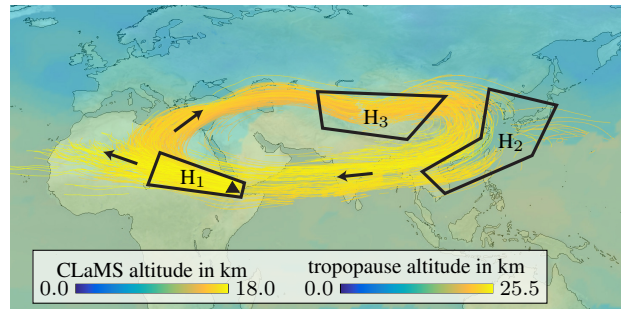 H₃
H₂
H₁
CLaMS altitude in km
0.0 18.0
tropopause altitude in km
0.0 25.5